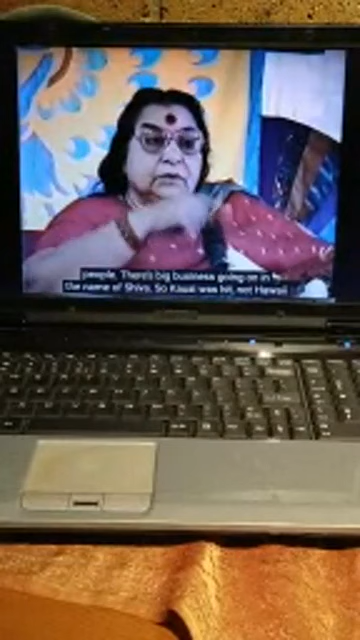 people. There's big business going on in
the name of Shiva. So Kauai was hit, not Hawaii